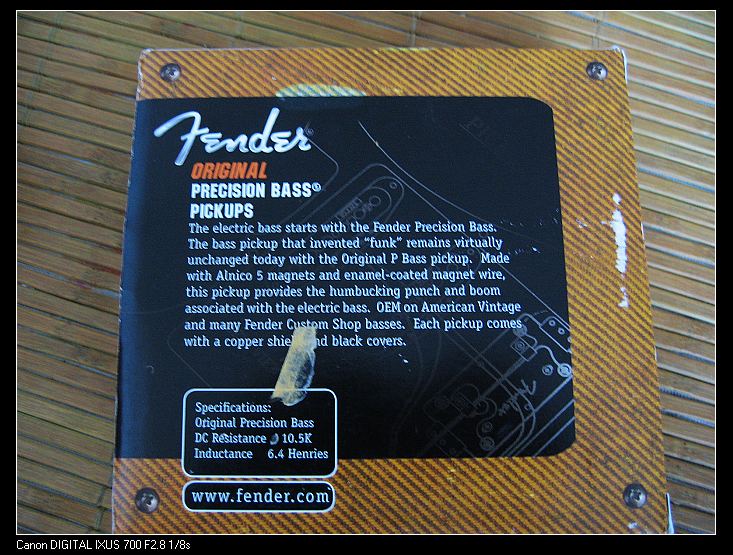 Fender®
ORIGINAL
PRECISION BASS®
PICKUPS
The electric bass starts with the Fender Precision Bass.
The bass pickup that invented “funk” remains virtually
unchanged today with the Original P Bass pickup. Made
with Alnico 5 magnets and enamel-coated magnet wire,
this pickup provides the humbucking punch and boom
associated with the electric bass. OEM on American Vintage
and many Fender Custom Shop basses. Each pickup comes
with a copper shield and black covers.
Specifications:
Original Precision Bass
DC Resistance 10.5K
Inductance 6.4 Henries
www.fender.com
Canon DIGITAL IXUS 700 F2.8 1/8s